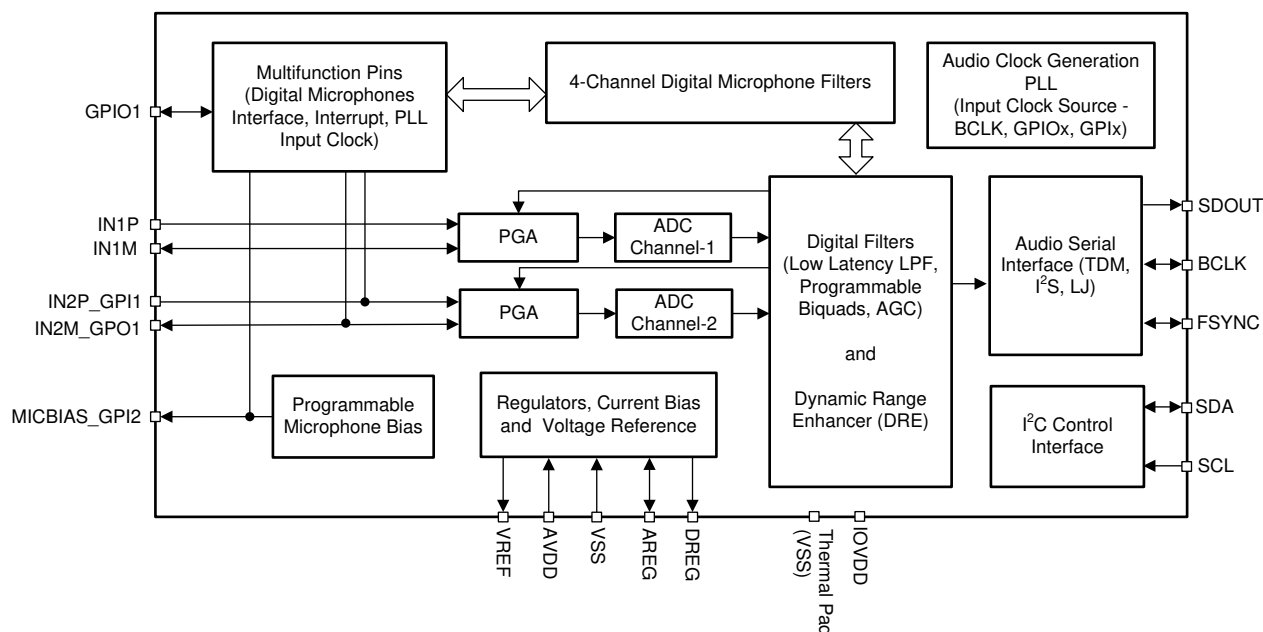 Multifunction Pins
(Digital Microphones
Interface, Interrupt, PLL
Input Clock)
4-Channel Digital Microphone Filters
Audio Clock Generation
PLL
(Input Clock Source -
BCLK, GPIOx, GPIx)
GPIO1
IN1P
IN1M
IN2P_GPI1
IN2M_GPO1
MICBIAS_GPI2
PGA
ADC
Channel-1
PGA
ADC
Channel-2
Digital Filters
(Low Latency LPF,
Programmable
Biquads, AGC)
and
Dynamic Range
Enhancer (DRE)
Audio Serial
Interface (TDM,
I²S, LJ)
SDOUT
BCLK
FSYNC
Programmable
Microphone Bias
Regulators, Current Bias
and Voltage Reference
I²C Control
Interface
SDA
SCL
VREF
AVDD
VSS
AREG
DREG
Thermal Pad
(VSS)
IOVDD